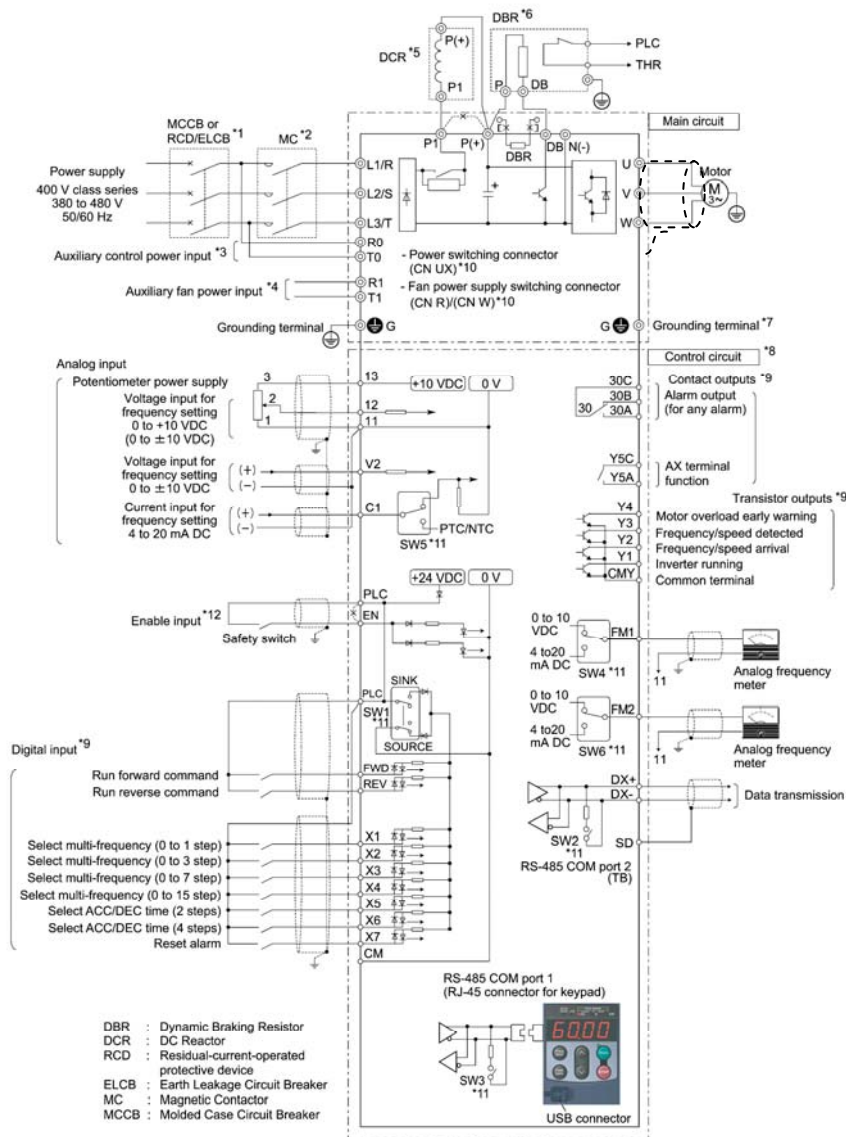 DBR *6
P(+)
DCR *5
P1
PLC
THR
P
DB
MCCB or
RCD/ELCB *1
MC *2
Main circuit
P1
P(+)
DBR
DB
N(-)
Power supply
400 V class series
380 to 480 V
50/60 Hz
L1/R
L2/S
L3/T
+
U
V
W
Motor
M
3~
R0
T0
Auxiliary control power input *3
- Power switching connector
(CN UX) *10
R1
T1
Auxiliary fan power input *4
- Fan power supply switching connector
(CN R)/(CN W) *10
Grounding terminal
G
G
Grounding terminal *7
Control circuit *8
Analog input
Potentiometer power supply
3
13
+10 VDC
0 V
Voltage input for
frequency setting
0 to +10 VDC
(0 to ±10 VDC)
2
12
1
11
Voltage input for
frequency setting
0 to ±10 VDC
(+)
(-)
V2
Current input for
frequency setting
4 to 20 mA DC
(+)
(-)
C1
SW5 *11
PTC/NTC
30C
30B
30
30A
Contact outputs *9
Alarm output
(for any alarm)
Y5C
Y5A
AX terminal
function
Transistor outputs *9
Y4
Motor overload early warning
Y3
Frequency/speed detected
Y2
Frequency/speed arrival
Y1
Inverter running
CMY
Common terminal
+24 VDC
0 V
PLC
EN
Enable input *12
Safety switch
0 to 10
VDC
4 to20
mA DC
FM1
SW4 *11
11
Analog frequency
meter
0 to 10
VDC
4 to20
mA DC
FM2
SW6 *11
11
Analog frequency
meter
PLC
SINK
SW1
*11
SOURCE
Digital input *9
Run forward command
FWD
Run reverse command
REV
DX+
DX-
Data transmission
SW2
*11
SD
RS-485 COM port 2
(TB)
Select multi-frequency (0 to 1 step)
X1
Select multi-frequency (0 to 3 step)
X2
Select multi-frequency (0 to 7 step)
X3
Select multi-frequency (0 to 15 step)
X4
Select ACC/DEC time (2 steps)
X5
Select ACC/DEC time (4 steps)
X6
Reset alarm
X7
CM
RS-485 COM port 1
(RJ-45 connector for keypad)
60.00
SW3
*11
USB connector
DBR : Dynamic Braking Resistor
DCR : DC Reactor
RCD : Residual-current-operated
protective device
ELCB : Earth Leakage Circuit Breaker
MC : Magnetic Contactor
MCCB : Molded Case Circuit Breaker